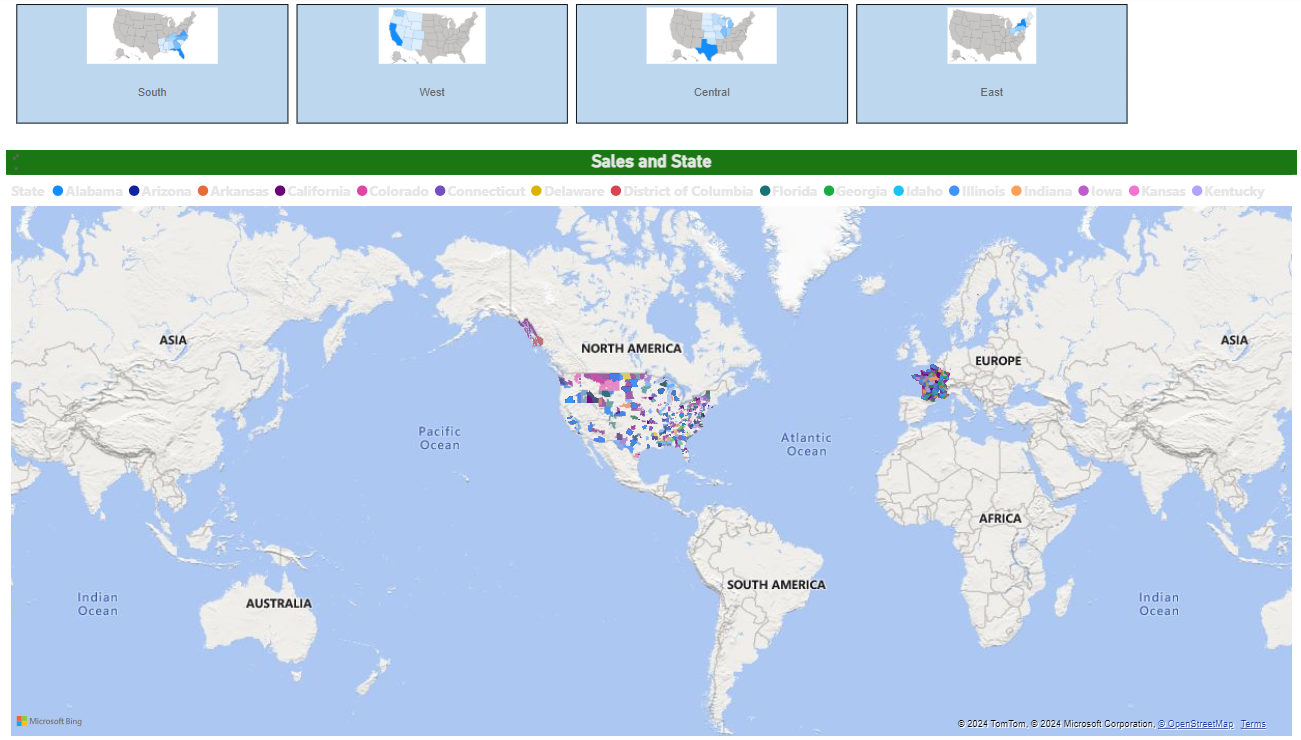 South West Central East
Sales and State
State Alabama Arizona Arkansas California Colorado Connecticut Delaware District of Columbia Florida Georgia Idaho Illinois Indiana Iowa Kansas Kentucky
ASIA
NORTH AMERICA
EUROPE
ASIA
Pacific
Ocean
Atlantic
Ocean
AFRICA
SOUTH AMERICA
Indian
Ocean
AUSTRALIA
Indian
Ocean
Microsoft Bing
© 2024 TomTom, © 2024 Microsoft Corporation, © OpenStreetMap Terms